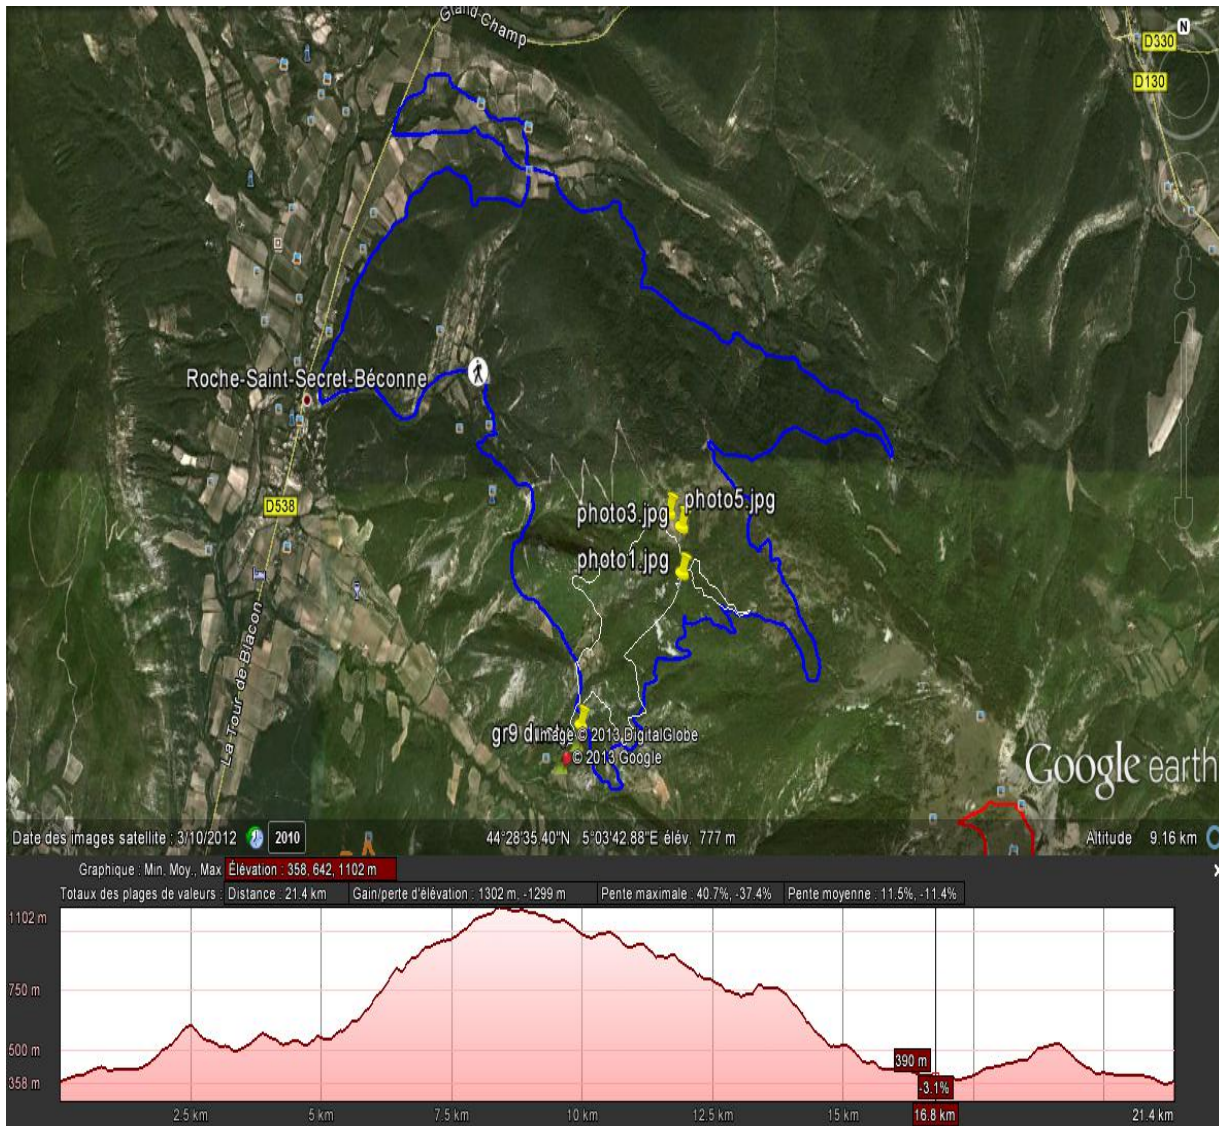 Grand-Champ
N
D330
D130
Roche-Saint-Secret-Béconne
D538
photo3.jpg
photo5.jpg
photo1.jpg
La Tour de Blacon
gr9
Image © 2013 DigitalGlobe
© 2013 Google
Google earth
Date des images satellite : 3/10/2012 2010 44°28'35.40"N 5°03'42.88"E élév. 777 m Altitude 9.16 km
Graphique : Min. Moy., Max Élévation : 358, 642, 1102 m
Totaux des plages de valeurs : Distance : 21.4 km Gain/perte d'élévation : 1302 m, -1299 m Pente maximale : 40.7%, -37.4% Pente moyenne : 11.5%, -11.4%
1102 m
750 m
500 m
358 m
390 m
-3.1%
2.5 km 5 km 7.5 km 10 km 12.5 km 15 km 16.8 km 21.4 km